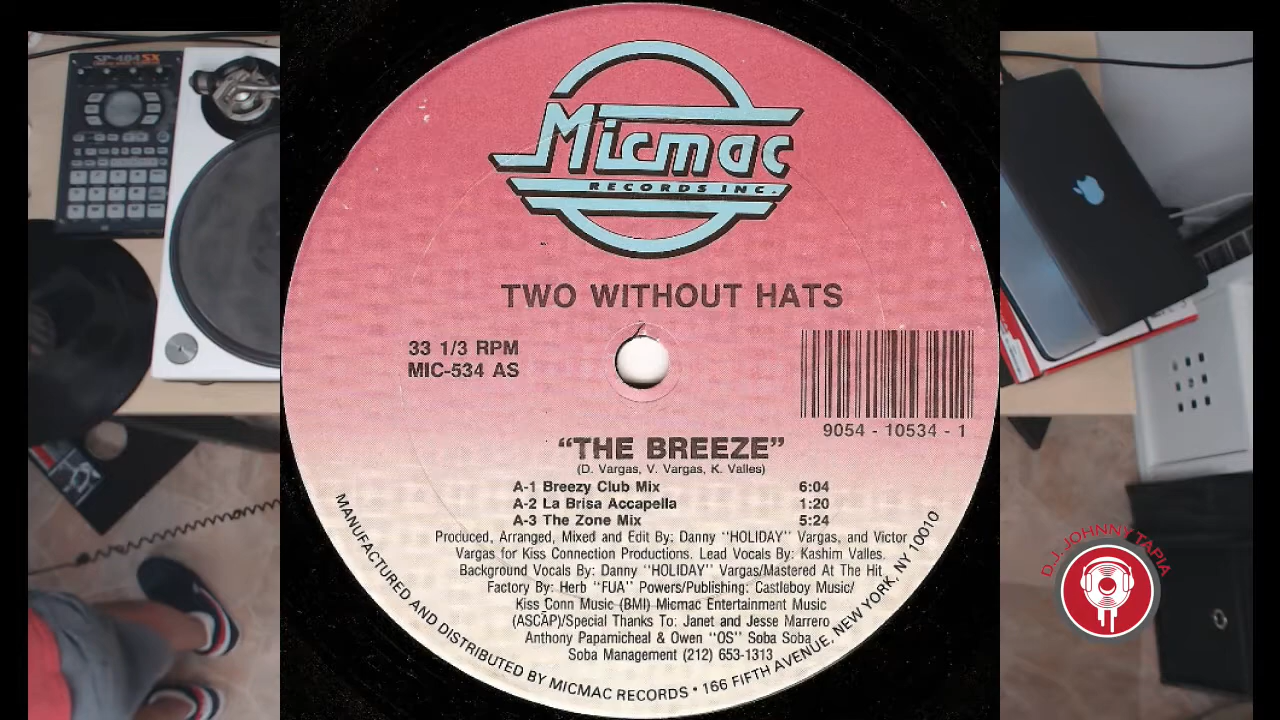 SP-404SX
Micmac
RECORDS INC.
TWO WITHOUT HATS
33 1/3 RPM
MIC-534 AS
9054 - 10534 - 1
“THE BREEZE”
(D. Vargas, V. Vargas, K. Valles)
A-1 Breezy Club Mix 6:04
A-2 La Brisa Accapella 1:20
A-3 The Zone Mix 5:24
Produced, Arranged, Mixed and Edit By: Danny "HOLIDAY" Vargas, and Victor
Vargas for Kiss Connection Productions. Lead Vocals By: Kashim Valles.
Background Vocals By: Danny "HOLIDAY" Vargas/Mastered At The Hit
Factory By: Herb "FUA" Powers/Publishing: Castleboy Music/
Kiss Conn Music (BMI) Micmac Entertainment Music
(ASCAP)/Special Thanks To: Janet and Jesse Marrero
Anthony Papamicheal & Owen "OS" Soba Soba
Soba Management (212) 653-1313
MANUFACTURED AND DISTRIBUTED BY MICMAC RECORDS • 166 FIFTH AVENUE, NEW YORK, NY 10010
D.J. JOHNNY TAPIA